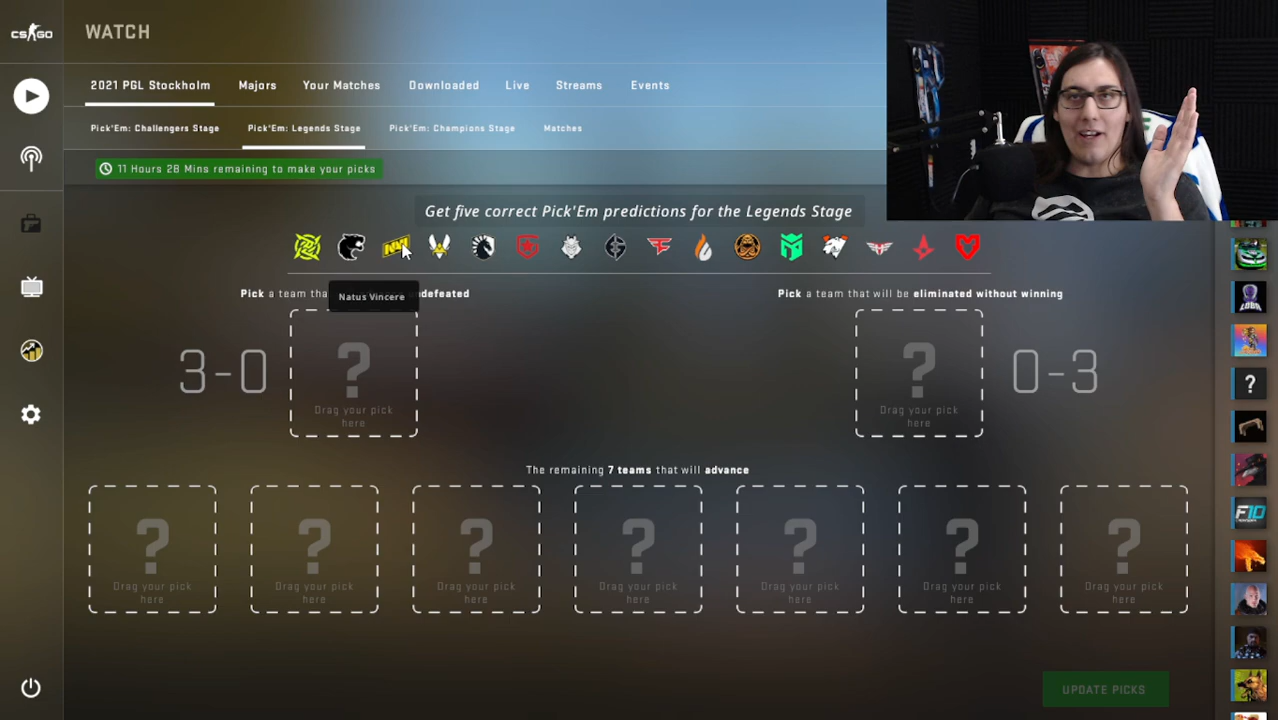 CS GO
WATCH
2021 PGL Stockholm
Majors
Your Matches
Downloaded
Live
Streams
Events
Pick'Em: Challengers Stage
Pick'Em: Legends Stage
Pick'Em: Champions Stage
Matches
11 Hours 28 Mins remaining to make your picks
Get five correct Pick'Em predictions for the Legends Stage
Pick a team tha
undefeated
Natus Vincere
Pick a team that will be eliminated without winning
3-0
?
Drag your pick
here
?
Drag your pick
here
0-3
The remaining 7 teams that will advance
?
Drag your pick
here
?
Drag your pick
here
?
Drag your pick
here
?
Drag your pick
here
?
Drag your pick
here
?
Drag your pick
here
?
Drag your pick
here
UPDATE PICKS
?
F10